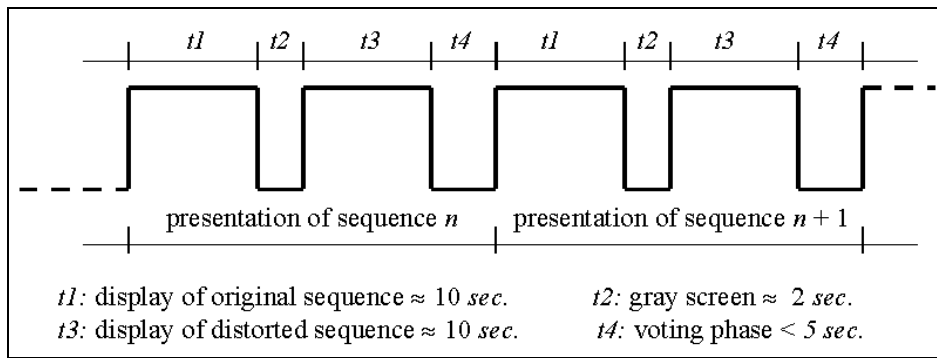 t1 t2 t3 t4 t1 t2 t3 t4
presentation of sequence n presentation of sequence n + 1
t1: display of original sequence ≈ 10 sec. t2: gray screen ≈ 2 sec.
t3: display of distorted sequence ≈ 10 sec. t4: voting phase < 5 sec.